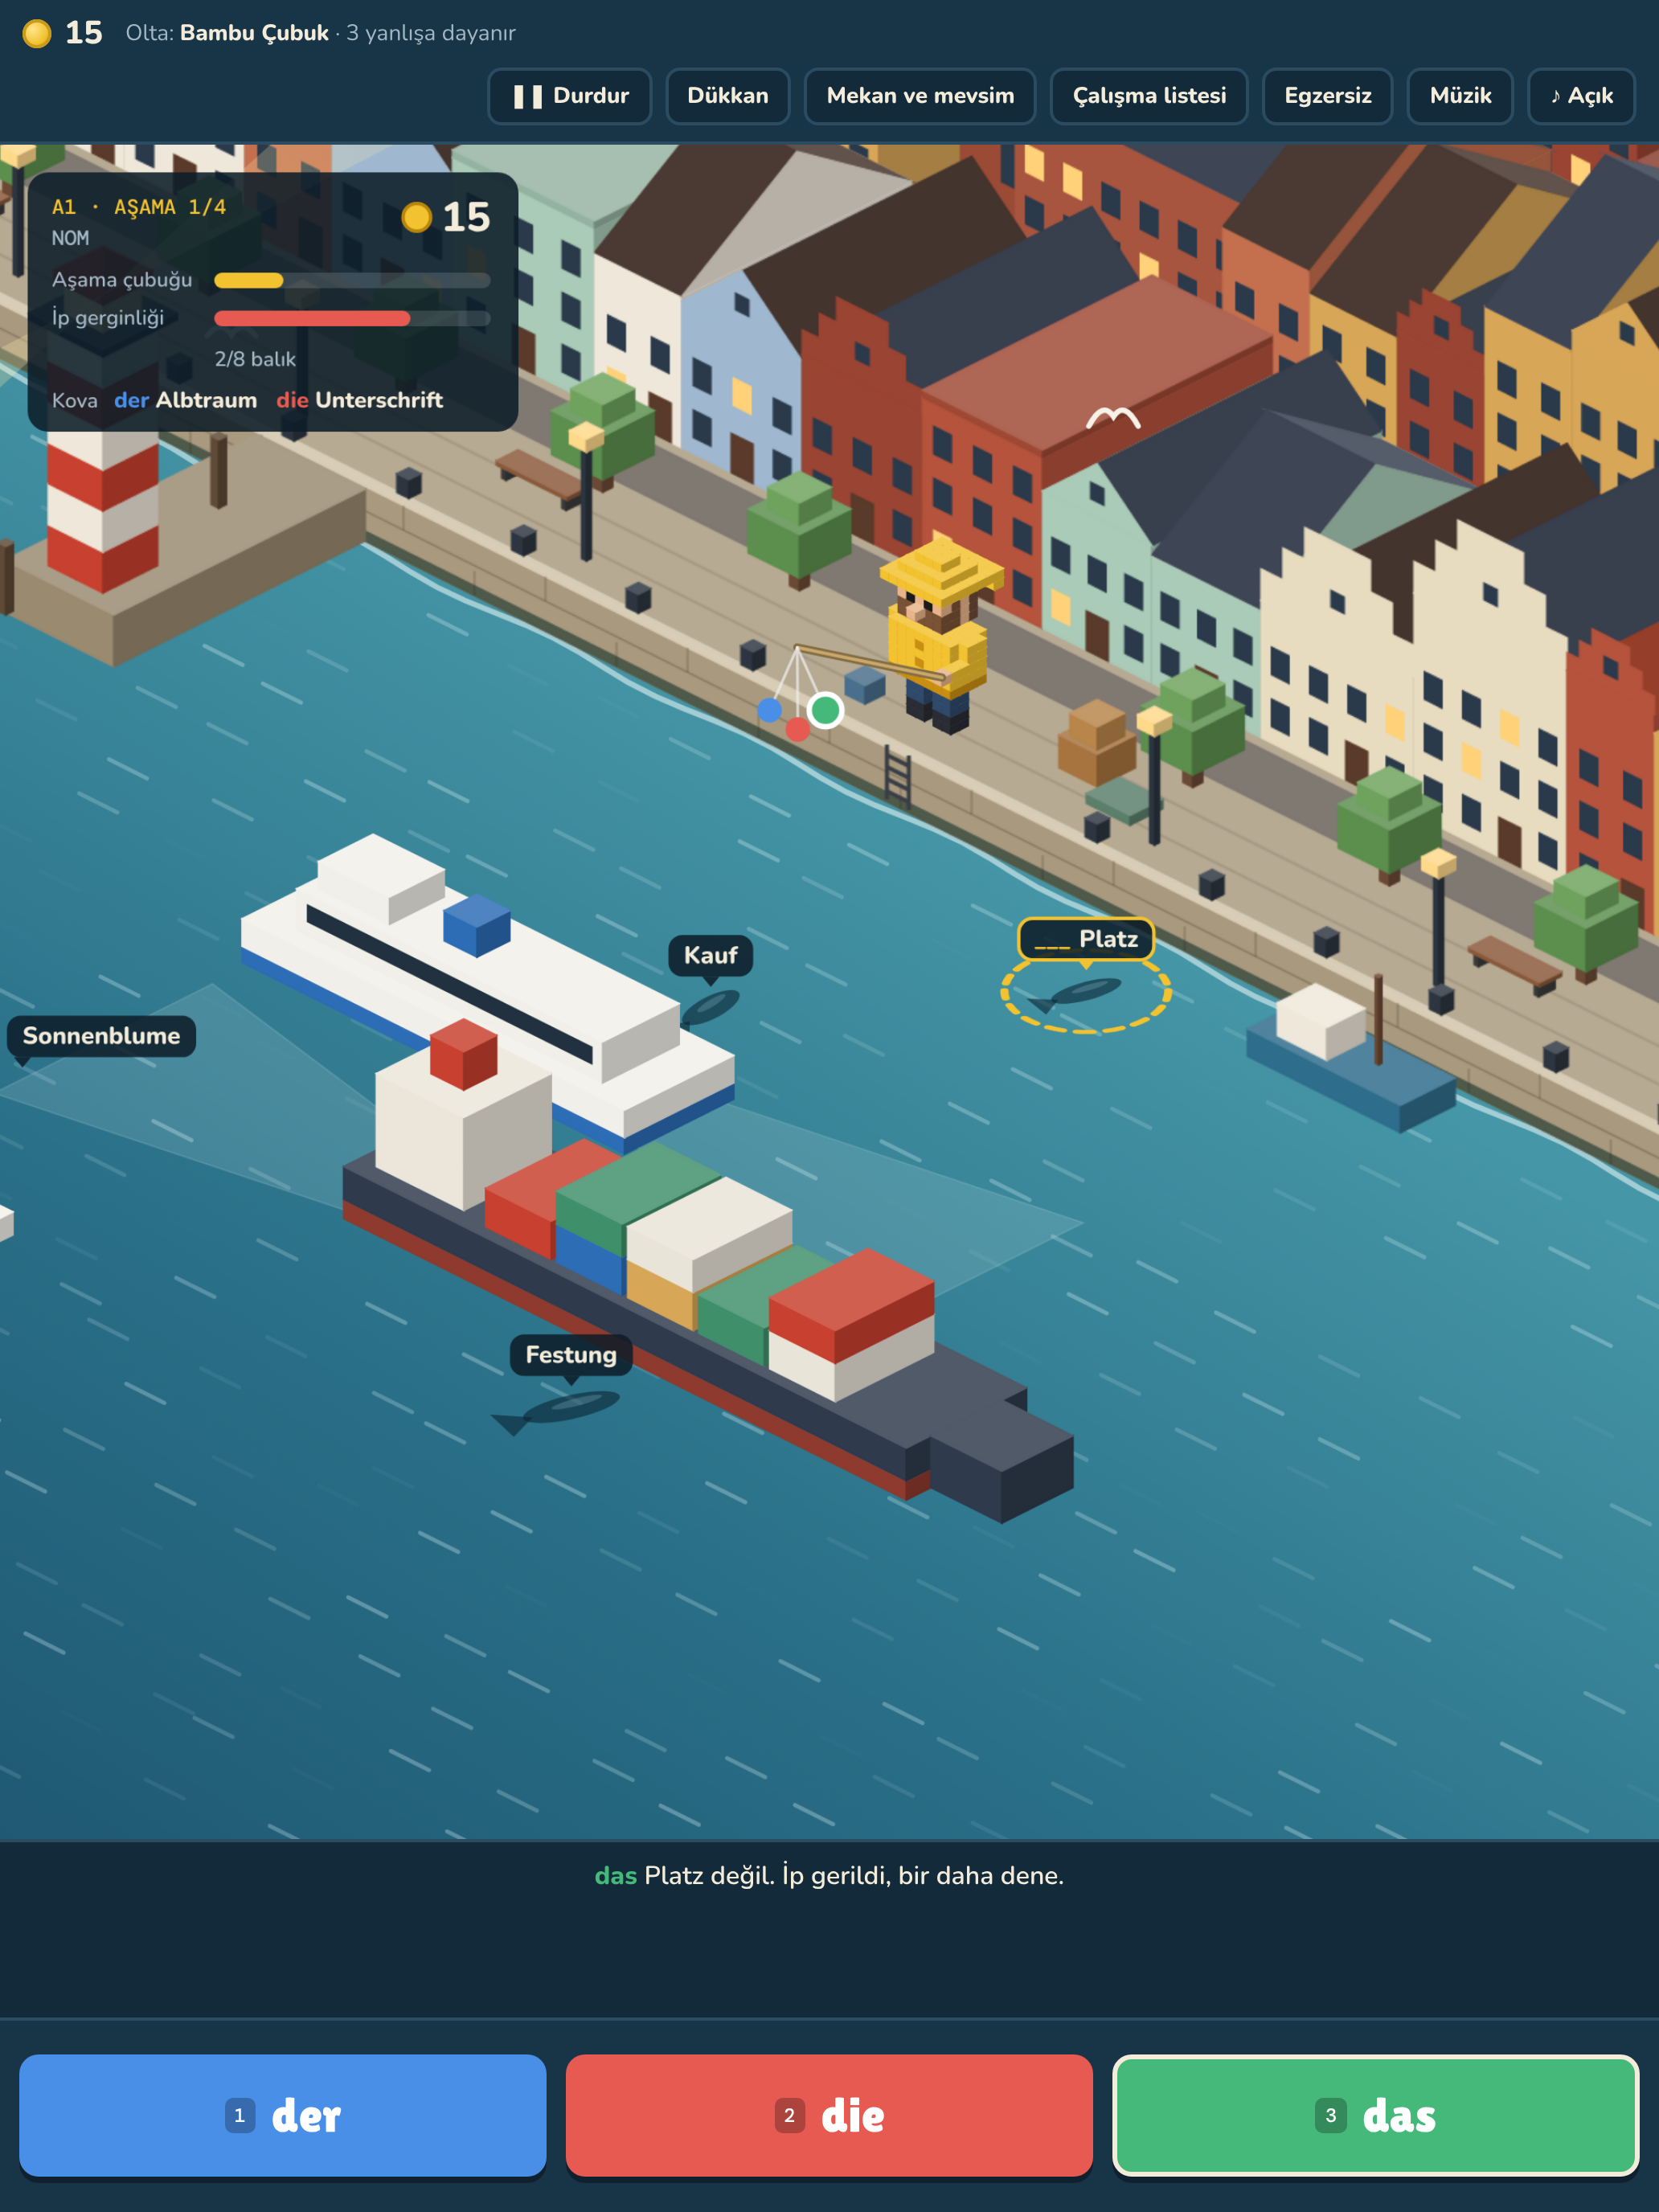 15 Olta: Bambu Çubuk · 3 yanlışa dayanır
❚❚ Durdur Dükkan Mekan ve mevsim Çalışma listesi Egzersiz Müzik ♪ Açık
A1 · AŞAMA 1/4 15
NOM
Aşama çubuğu
İp gerginliği
2/8 balık
Kova der Albtraum die Unterschrift
___ Platz
Kauf
Sonnenblume
Festung
das Platz değil. İp gerildi, bir daha dene.
1 der 2 die 3 das